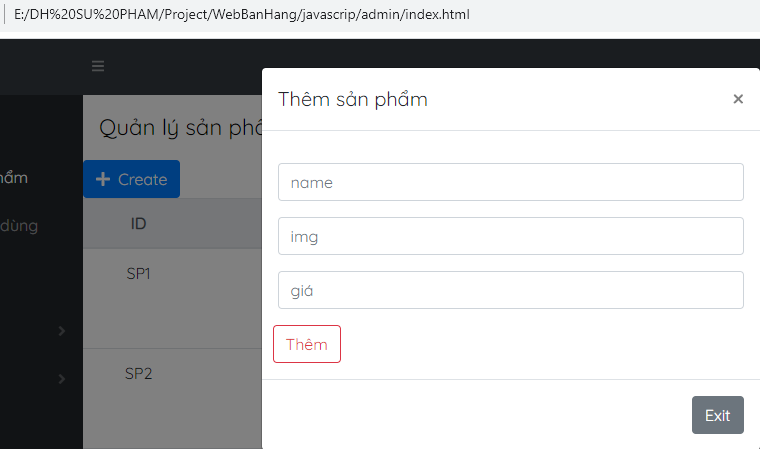 E:/DH%20SU%20PHAM/Project/WebBanHang/javascrip/admin/index.html
Thêm sản phẩm
×
Quản lý sản
Create
dùng
ID
SP1
SP2
name
img
giá
Thêm
Exit